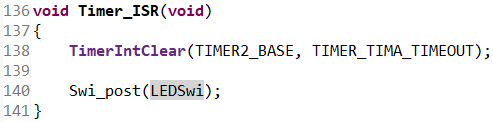 136 void Timer_ISR(void)
137 {
138     TimerIntClear(TIMER2_BASE, TIMER_TIMA_TIMEOUT);
139
140     Swi_post(LEDSwi);
141 }